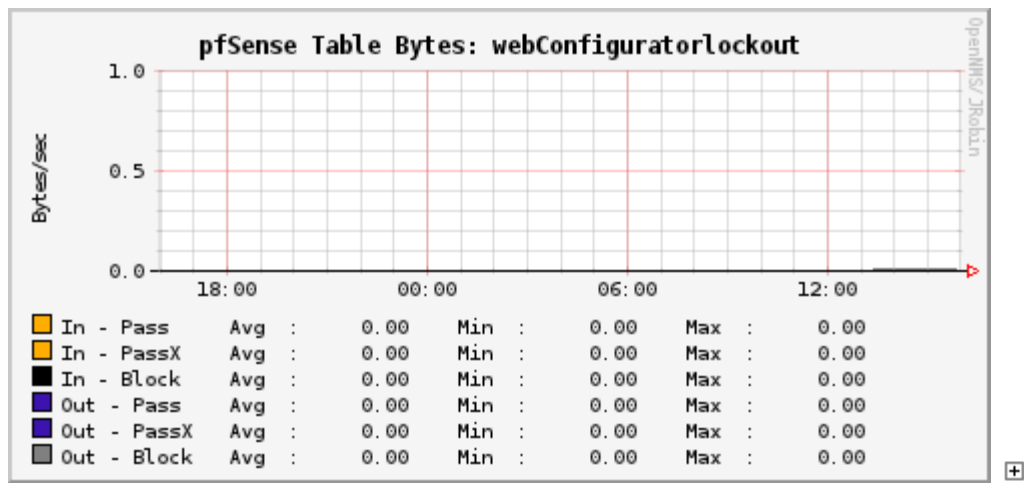 pfSense Table Bytes: webConfiguratorlockout
OpenNMS/JRobin
Bytes/sec
1.0
0.5
0.0
18:00 00:00 06:00 12:00
In - Pass Avg : 0.00 Min : 0.00 Max : 0.00
In - PassX Avg : 0.00 Min : 0.00 Max : 0.00
In - Block Avg : 0.00 Min : 0.00 Max : 0.00
Out - Pass Avg : 0.00 Min : 0.00 Max : 0.00
Out - PassX Avg : 0.00 Min : 0.00 Max : 0.00
Out - Block Avg : 0.00 Min : 0.00 Max : 0.00